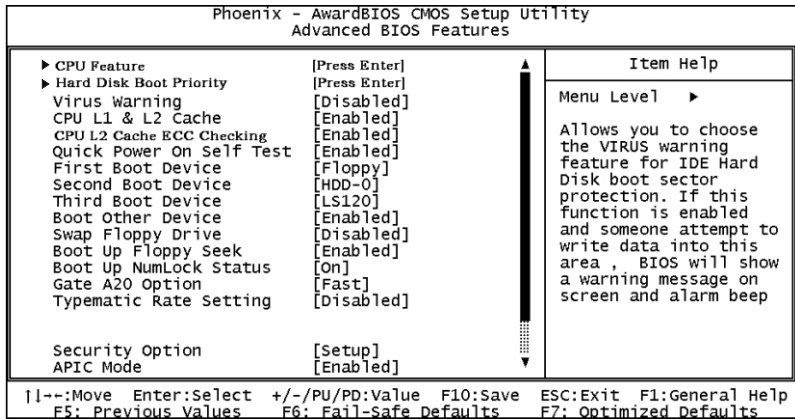 Phoenix - AwardBIOS CMOS Setup Utility
Advanced BIOS Features
▶ CPU Feature [Press Enter]
▶ Hard Disk Boot Priority [Press Enter]
Virus Warning [Disabled]
CPU L1 & L2 Cache [Enabled]
CPU L2 Cache ECC Checking [Enabled]
Quick Power On Self Test [Enabled]
First Boot Device [Floppy]
Second Boot Device [HDD-0]
Third Boot Device [LS120]
Boot Other Device [Enabled]
Swap Floppy Drive [Disabled]
Boot Up Floppy Seek [Enabled]
Boot Up NumLock Status [On]
Gate A20 Option [Fast]
Typematic Rate Setting [Disabled]
Security Option [Setup]
APIC Mode [Enabled]
Item Help
Menu Level ▶
Allows you to choose
the VIRUS warning
feature for IDE Hard
Disk boot sector
protection. If this
function is enabled
and someone attempt to
write data into this
area , BIOS will show
a warning message on
screen and alarm beep
↑↓→←:Move Enter:Select +/-/PU/PD:Value F10:Save ESC:Exit F1:General Help
F5: Previous Values F6: Fail-Safe Defaults F7: Optimized Defaults